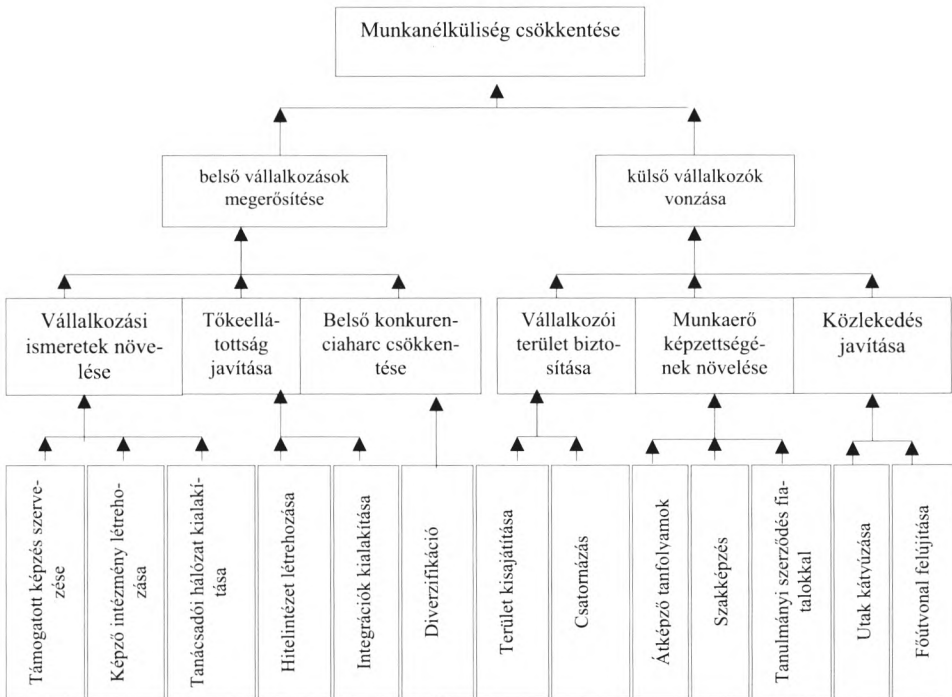 Munkanélküliség csökkentése
belső vállalkozások
megerősítése
külső vállalkozók
vonzása
Vállalkozási
ismeretek növe-
lése
Tőkeellá-
tottság
javítása
Belső konkuren-
ciaharc csökken-
tése
Vállalkozói
terület bizto-
sítása
Munkaerő
képzettségé-
nek növelése
Közlekedés
javítása
Támogatott képzés szerve-
zése
Képző intézmény létreho-
zása
Tanácsadói hálózat kialakí-
tása
Hitelintézet létrehozása
Integrációk kialakítása
Diverzifikáció
Terület kisajátítása
Csatornázás
Átképző tanfolyamok
Szakképzés
Tanulmányi szerződés fia-
talokkal
Utak kátyúzása
Főútvonal felújítása